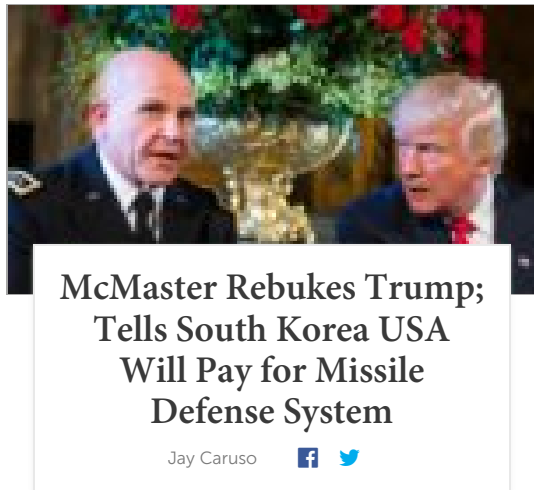 McMaster Rebukes Trump;
Tells South Korea USA
Will Pay for Missile
Defense System
Jay Caruso